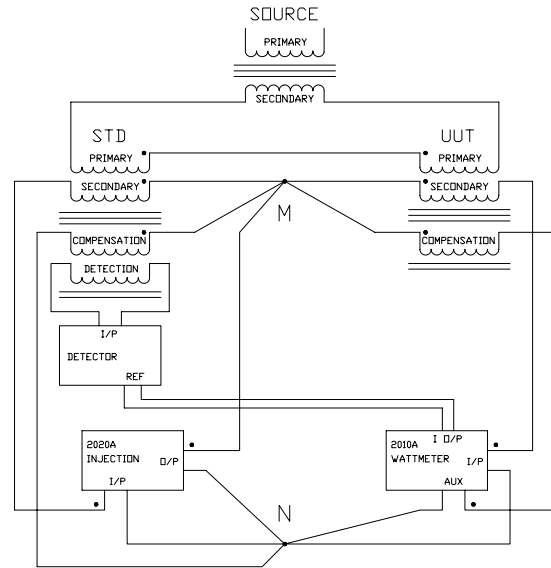 SOURCE
PRIMARY
SECONDARY
STD
UUT
PRIMARY
PRIMARY
SECONDARY
SECONDARY
M
COMPENSATION
COMPENSATION
DETECTION
I/P
DETECTOR
REF
2020A
INJECTION
O/P
I/P
2010A
I O/P
WATTMETER
I/P
AUX
N